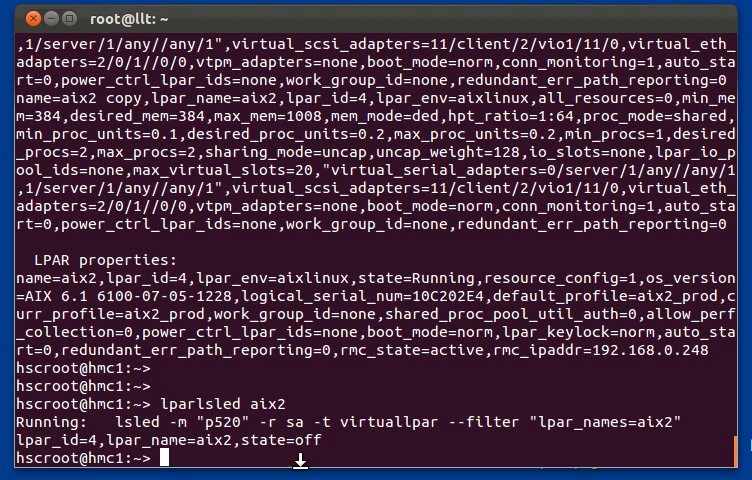 root@llt: ~
,1/server/1/any//any/1",virtual_scsi_adapters=11/client/2/vio1/11/0,virtual_eth_
adapters=2/0/1//0/0,vtpm_adapters=none,boot_mode=norm,conn_monitoring=1,auto_sta
rt=0,power_ctrl_lpar_ids=none,work_group_id=none,redundant_err_path_reporting=0
name=aix2 copy,lpar_name=aix2,lpar_id=4,lpar_env=aixlinux,all_resources=0,min_me
m=384,desired_mem=384,max_mem=1008,mem_mode=ded,hpt_ratio=1:64,proc_mode=shared,
min_proc_units=0.1,desired_proc_units=0.2,max_proc_units=0.2,min_procs=1,desired
_procs=2,max_procs=2,sharing_mode=uncap,uncap_weight=128,io_slots=none,lpar_io_p
ool_ids=none,max_virtual_slots=20,"virtual_serial_adapters=0/server/1/any//any/1
,1/server/1/any//any/1",virtual_scsi_adapters=11/client/2/vio1/11/0,virtual_eth_
adapters=2/0/1//0/0,vtpm_adapters=none,boot_mode=norm,conn_monitoring=1,auto_sta
rt=0,power_ctrl_lpar_ids=none,work_group_id=none,redundant_err_path_reporting=0
LPAR properties:
name=aix2,lpar_id=4,lpar_env=aixlinux,state=Running,resource_config=1,os_version
=AIX 6.1 6100-07-05-1228,logical_serial_num=10C202E4,default_profile=aix2_prod,c
urr_profile=aix2_prod,work_group_id=none,shared_proc_pool_util_auth=0,allow_perf
_collection=0,power_ctrl_lpar_ids=none,boot_mode=norm,lpar_keylock=norm,auto_sta
rt=0,redundant_err_path_reporting=0,rmc_state=active,rmc_ipaddr=192.168.0.248
hscroot@hmc1:~>
hscroot@hmc1:~>
hscroot@hmc1:~> lparlsled aix2
Running:   lsled -m "p520" -r sa -t virtuallpar --filter "lpar_names=aix2"
lpar_id=4,lpar_name=aix2,state=off
hscroot@hmc1:~>